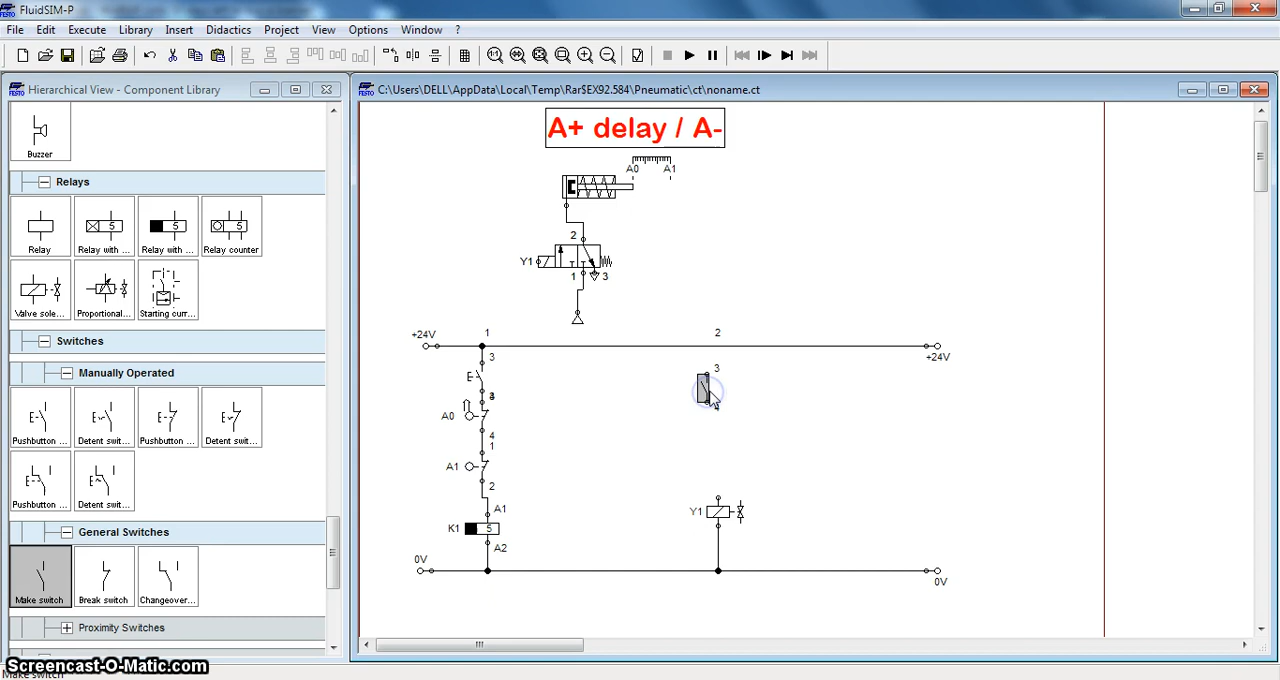 FluidSIM-P
File Edit Execute Library Insert Didactics Project View Options Window ?
Hierarchical View - Component Library
Buzzer
Relays
Relay Relay with ... Relay with ... Relay counter
Valve sole... Proportional... Starting curr...
Switches
Manually Operated
Pushbutton ... Detent swit... Pushbutton ... Detent swit...
Pushbutton ... Detent swit...
General Switches
Make switch Break switch Changeover...
Proximity Switches
Screencast-O-Matic.com
Make switch
C:\Users\DELL\AppData\Local\Temp\Rar$EX92.584\Pneumatic\ct\noname.ct
A+ delay / A-
A0 A1
2
Y1
1 3
+24V 1 2
+24V
3 3
E
4
A0
4
1
A1
2
A1
K1 5 Y1
A2
0V
0V